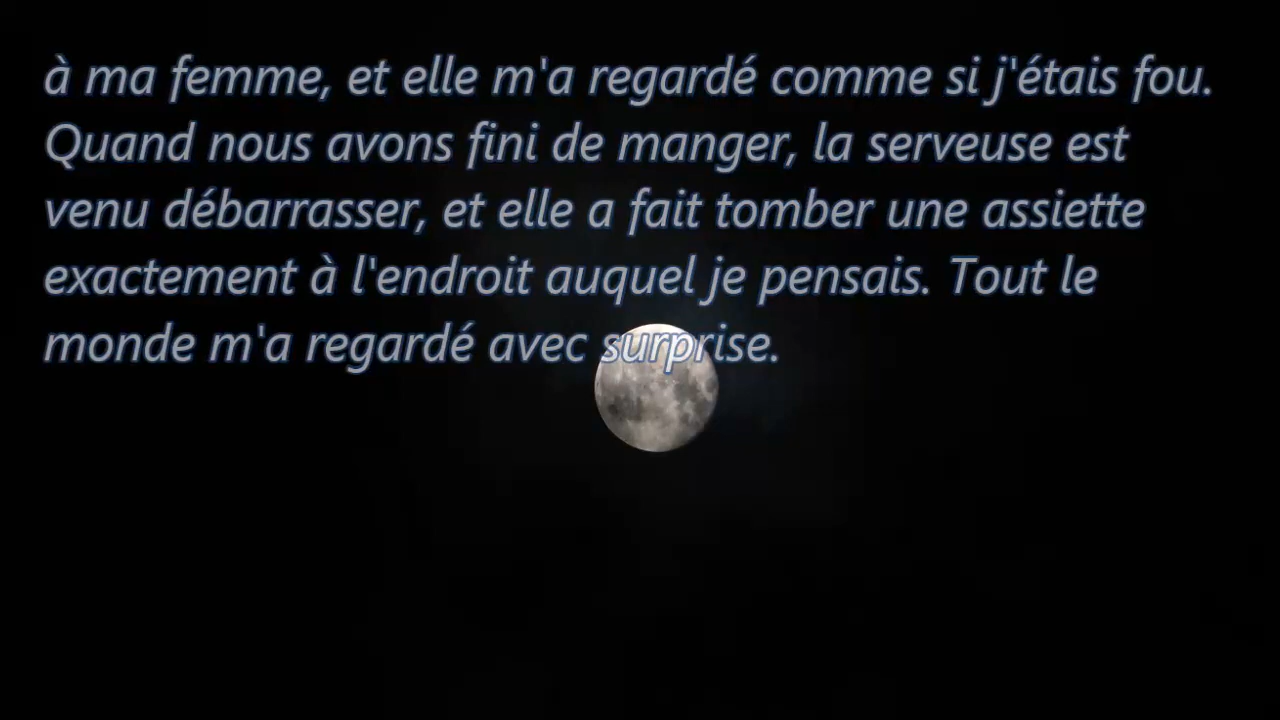 à ma femme, et elle m'a regardé comme si j'étais fou.
Quand nous avons fini de manger, la serveuse est
venu débarrasser, et elle a fait tomber une assiette
exactement à l'endroit auquel je pensais. Tout le
monde m'a regardé avec surprise.